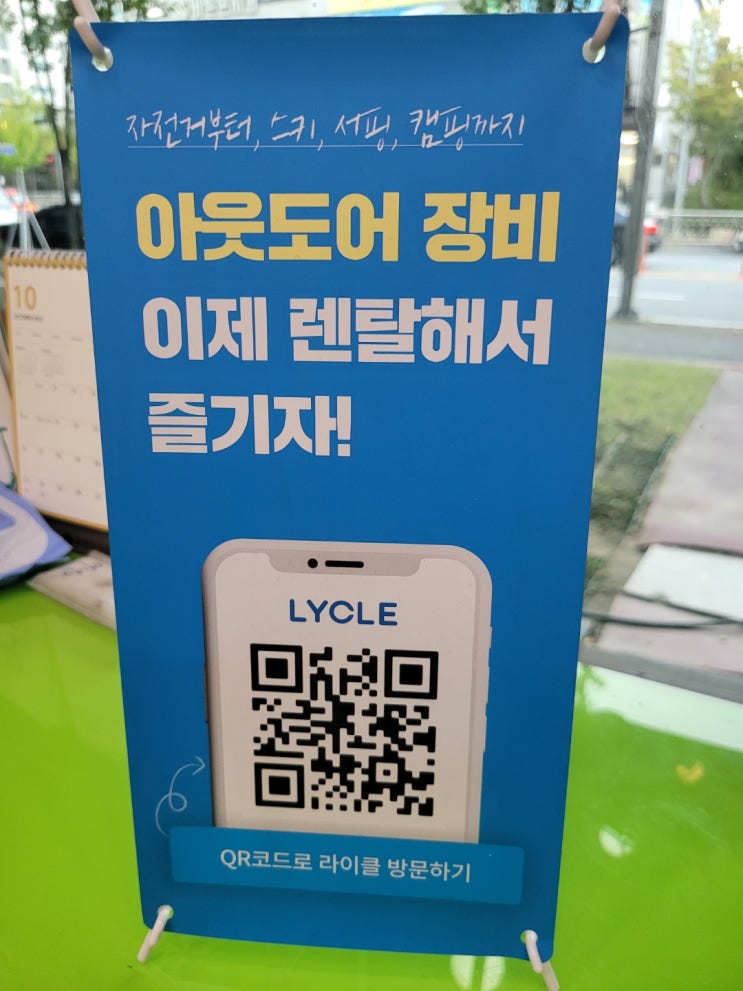 자전거부터, 스키, 서핑, 캠핑까지
아웃도어 장비
이제 렌탈해서
즐기자!
10
LYCLE
QR코드로 라이클 방문하기